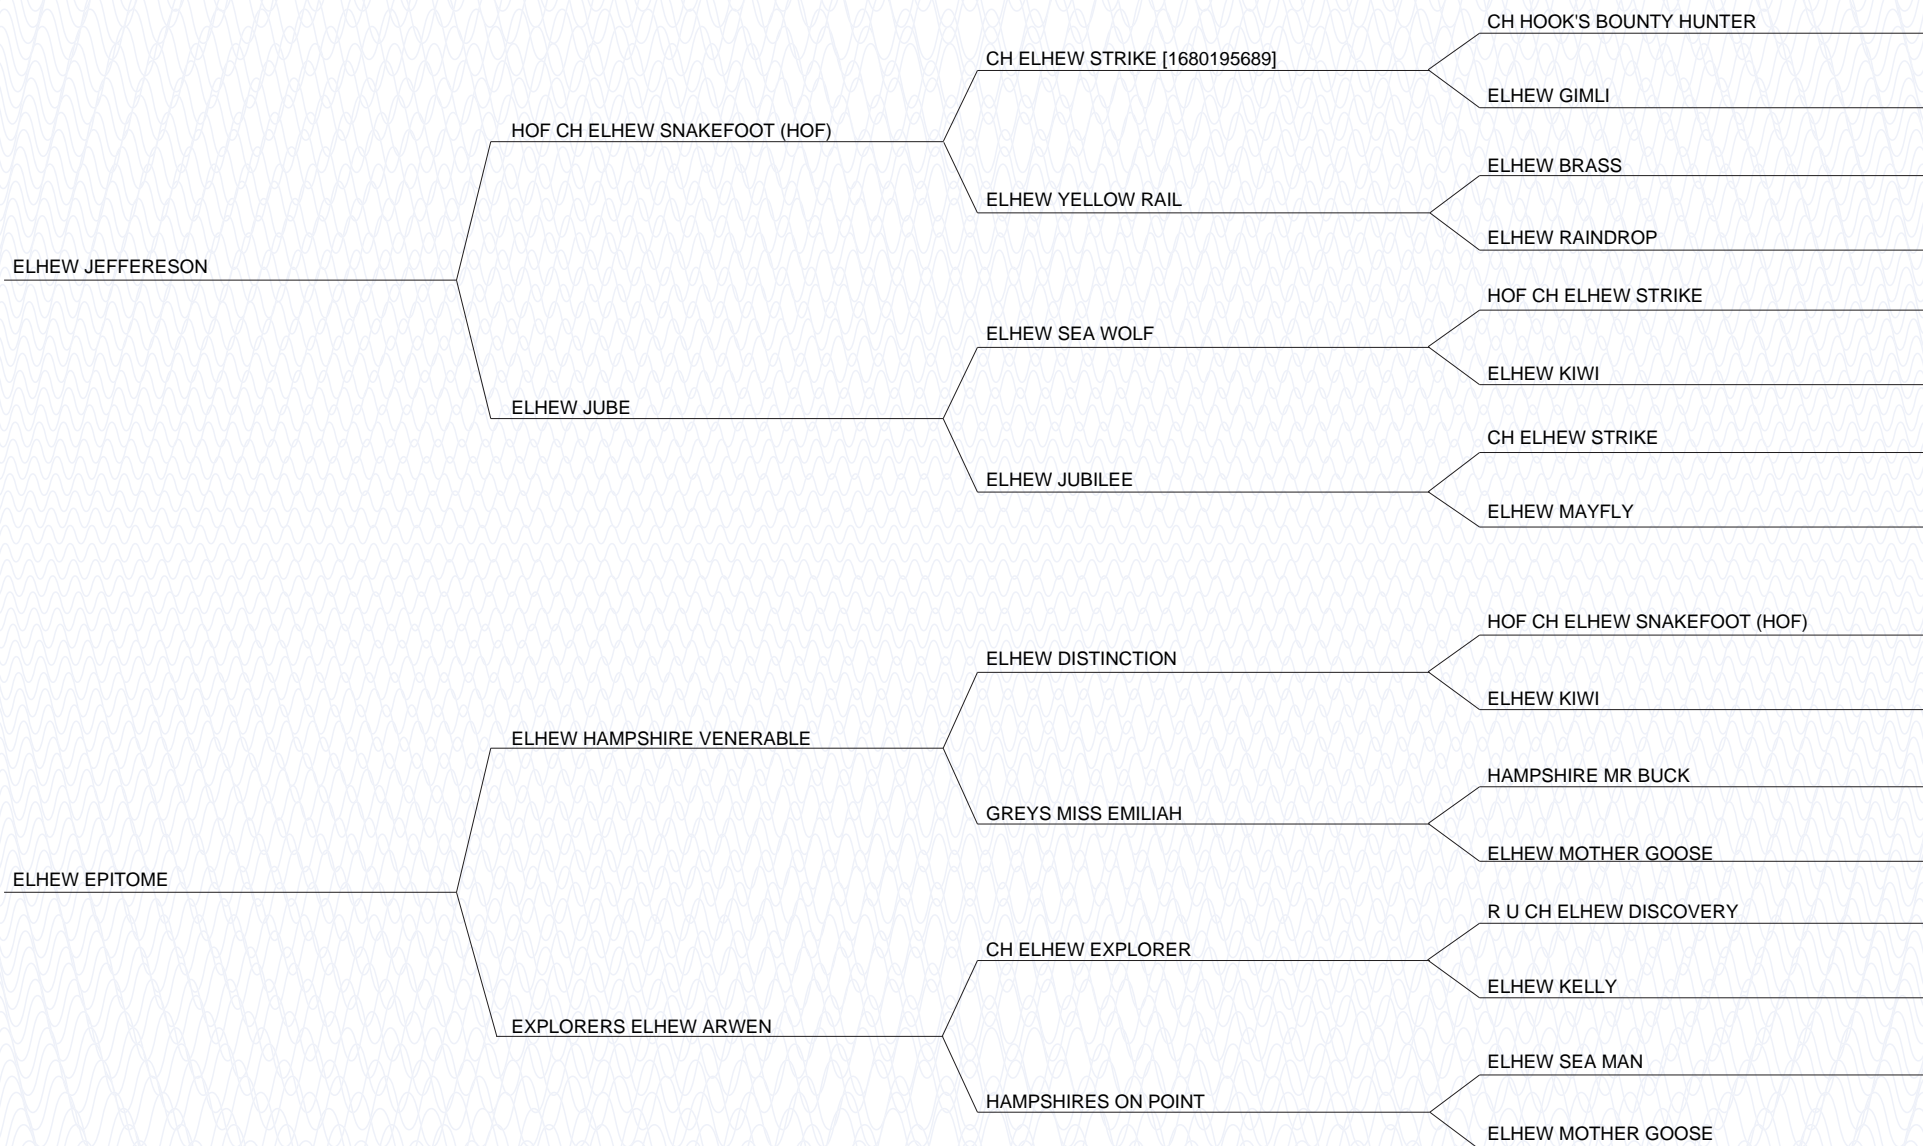 CH HOOK'S BOUNTY HUNTER
CH ELHEW STRIKE [1680195689]
ELHEW GIMLI
HOF CH ELHEW SNAKEFOOT (HOF)
ELHEW BRASS
ELHEW YELLOW RAIL
ELHEW RAINDROP
ELHEW JEFFERESON
HOF CH ELHEW STRIKE
ELHEW SEA WOLF
ELHEW KIWI
ELHEW JUBE
CH ELHEW STRIKE
ELHEW JUBILEE
ELHEW MAYFLY
HOF CH ELHEW SNAKEFOOT (HOF)
ELHEW DISTINCTION
ELHEW KIWI
ELHEW HAMPSHIRE VENERABLE
HAMPSHIRE MR BUCK
GREYS MISS EMILIAH
ELHEW MOTHER GOOSE
ELHEW EPITOME
R U CH ELHEW DISCOVERY
CH ELHEW EXPLORER
ELHEW KELLY
EXPLORERS ELHEW ARWEN
ELHEW SEA MAN
HAMPSHIRES ON POINT
ELHEW MOTHER GOOSE